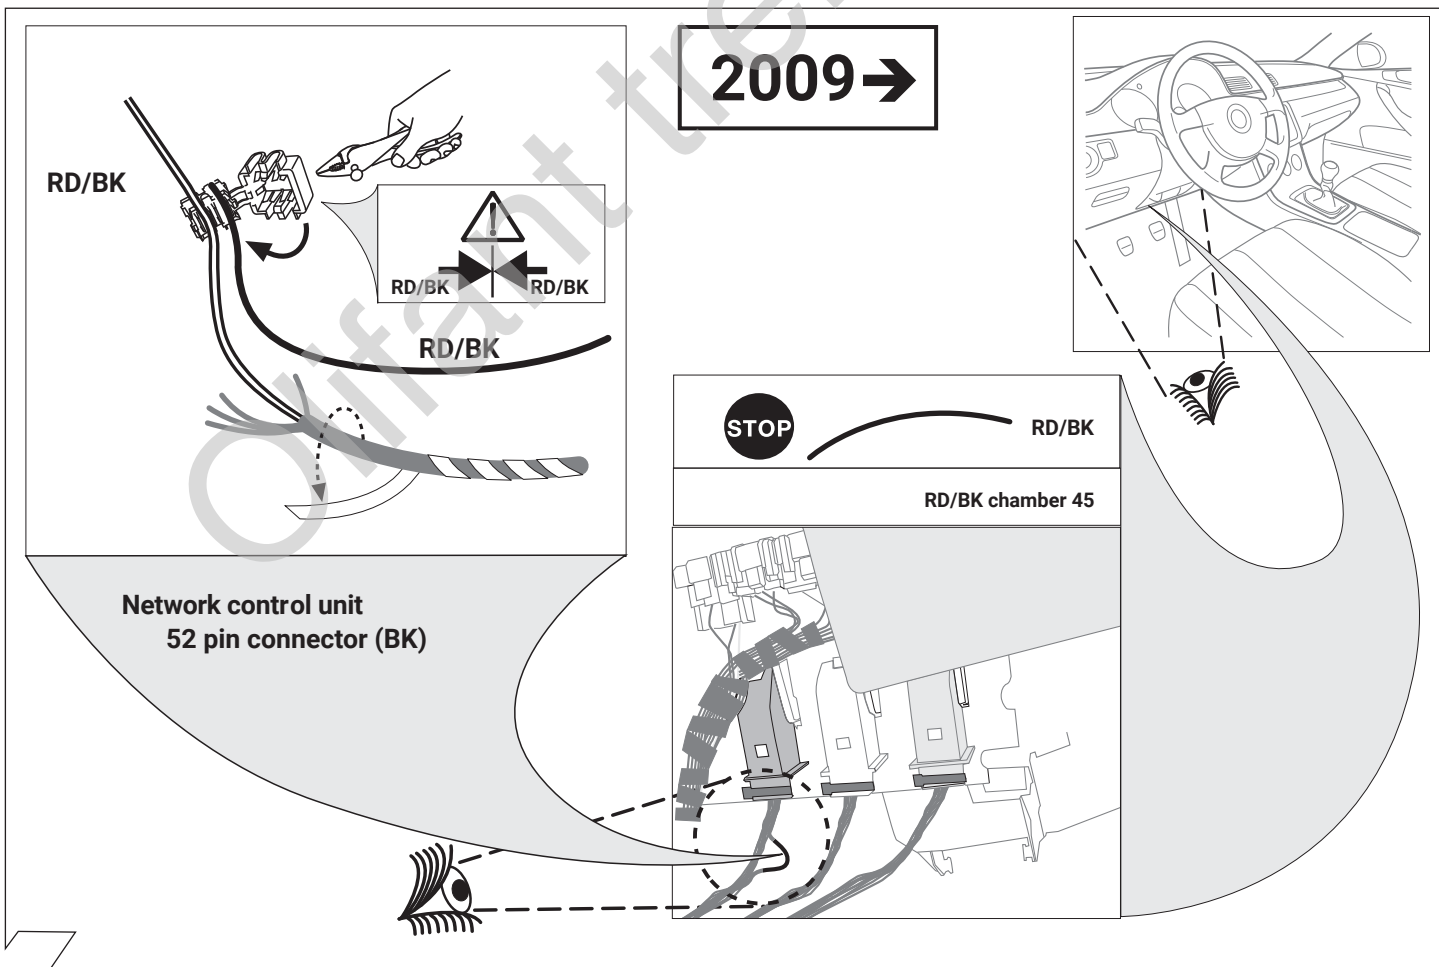 2009➔
RD/BK
RD/BK RD/BK
RD/BK
STOP
RD/BK
RD/BK chamber 45
Network control unit
52 pin connector (BK)